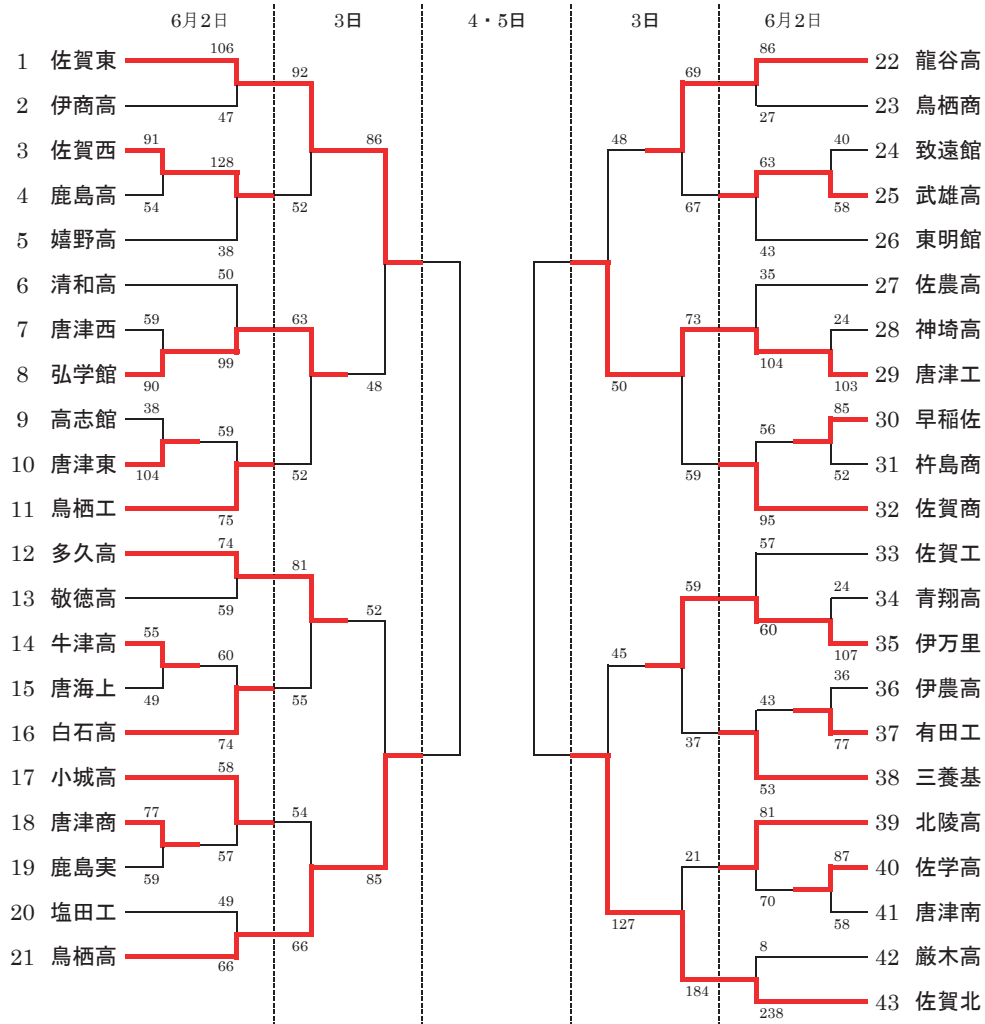 6月2日 3日 4・5日 3日 6月2日
106 92 69 86
1 佐賀東 22 龍谷高
2 伊商高 23 鳥栖商
47 27
91 86 48 40
3 佐賀西 128 63 24 致遠館
4 鹿島高 25 武雄高
54 52 67 58
5 嬉野高 26 東明館
38 43
50 35
6 清和高 27 佐農高
59 63 73 24
7 唐津西 28 神埼高
99 104
8 弘学館 29 唐津工
90 48 50 103
38 85
9 高志館 59 56 30 早稲佐
10 唐津東 31 杵島商
104 52 59 52
11 鳥栖工 32 佐賀商
75 95
74 57
12 多久高 33 佐賀工
81 59 24
13 敬徳高 34 青翔高
59 60
55 52 45 107
14 牛津高 60 35 伊万里
36
15 唐海上 43 36 伊農高
49 55
16 白石高 37 有田工
74 37 77
58 53
17 小城高 38 三養基
77 54 81
18 唐津商 39 北陵高
57 21 87
19 鹿島実 40 佐学高
59 85 70
49
20 塩田工 41 唐津南
127 58
66 8
21 鳥栖高 42 厳木高
66 184
43 佐賀北
238